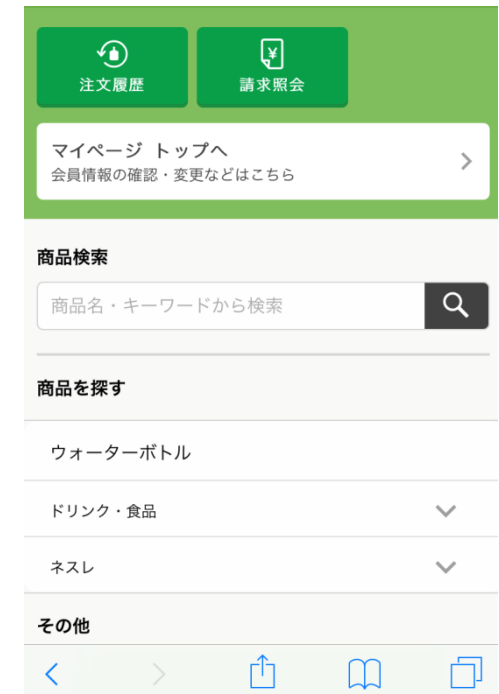 注文履歴
請求照会
マイページ トップへ
会員情報の確認・変更などはこちら
商品検索
商品名・キーワードから検索
商品を探す
ウォーターボトル
ドリンク・食品
ネスレ
その他